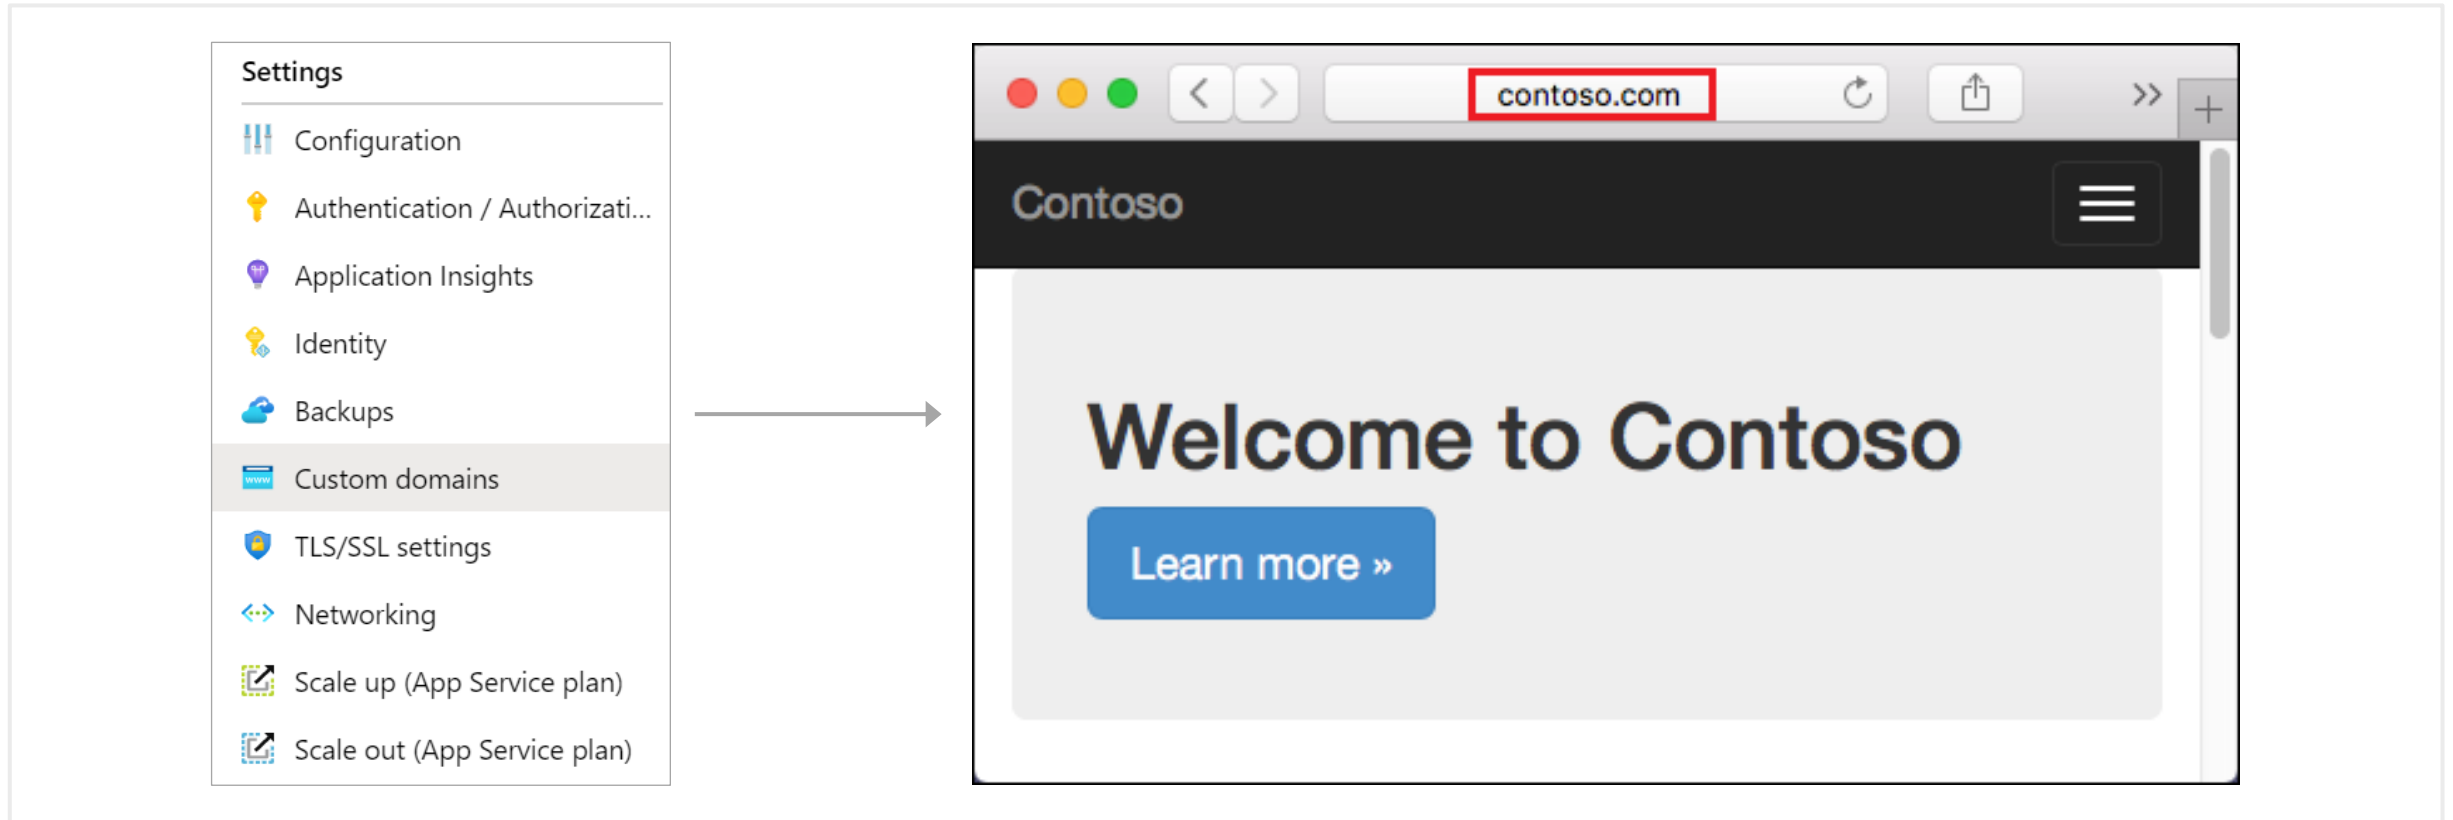 Settings
Configuration
Authentication / Authorizati...
Application Insights
Identity
Backups
www
Custom domains
TLS/SSL settings
Networking
Scale up (App Service plan)
Scale out (App Service plan)
contoso.com
Contoso
Welcome to Contoso
Learn more »